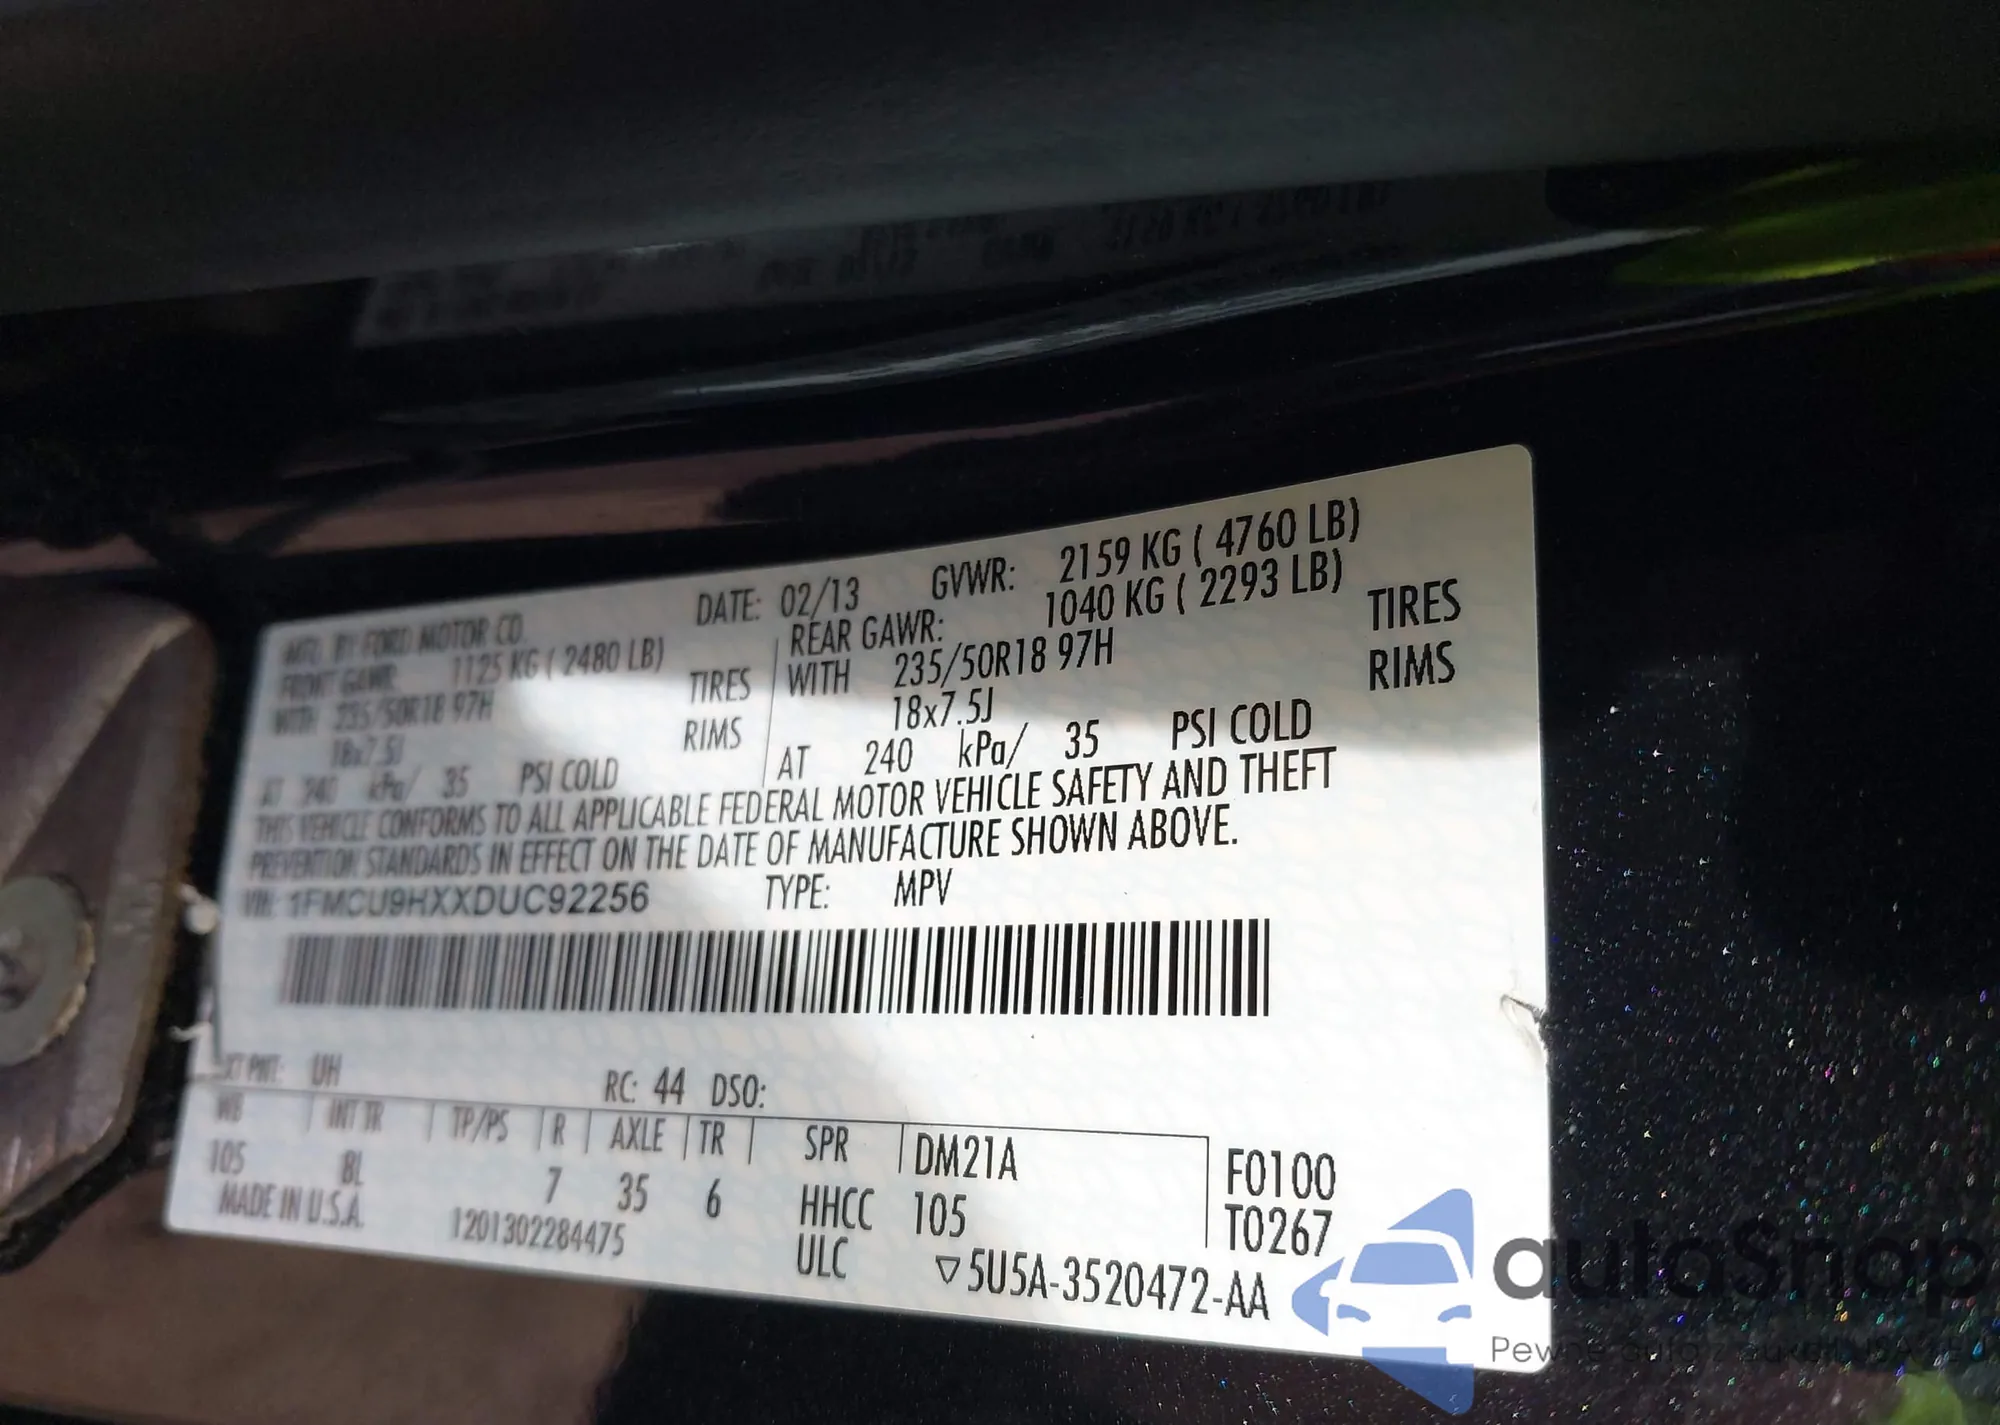 MFD. BY FORD MOTOR CO. DATE: 02/13 GVWR: 2159 KG ( 4760 LB)
FRONT GAWR: 1125 KG ( 2480 LB) REAR GAWR: 1040 KG ( 2293 LB)
WITH 235/50R18 97H TIRES WITH 235/50R18 97H TIRES
18x7.5J RIMS 18x7.5J RIMS
AT 240 kPa/ 35 PSI COLD AT 240 kPa/ 35 PSI COLD
THIS VEHICLE CONFORMS TO ALL APPLICABLE FEDERAL MOTOR VEHICLE SAFETY AND THEFT
PREVENTION STANDARDS IN EFFECT ON THE DATE OF MANUFACTURE SHOWN ABOVE.
VIN: 1FMCU9HXXDUC92256 TYPE: MPV
PNT: UH RC: 44 DSO:
WB INT TR TP/PS R AXLE TR SPR DM21A F0100
105 BL 7 35 6 HHCC 105 T0267
MADE IN U.S.A. 1201302284475 ULC ▽5U5A-3520472-AA
autaSnap
Pewne auta z